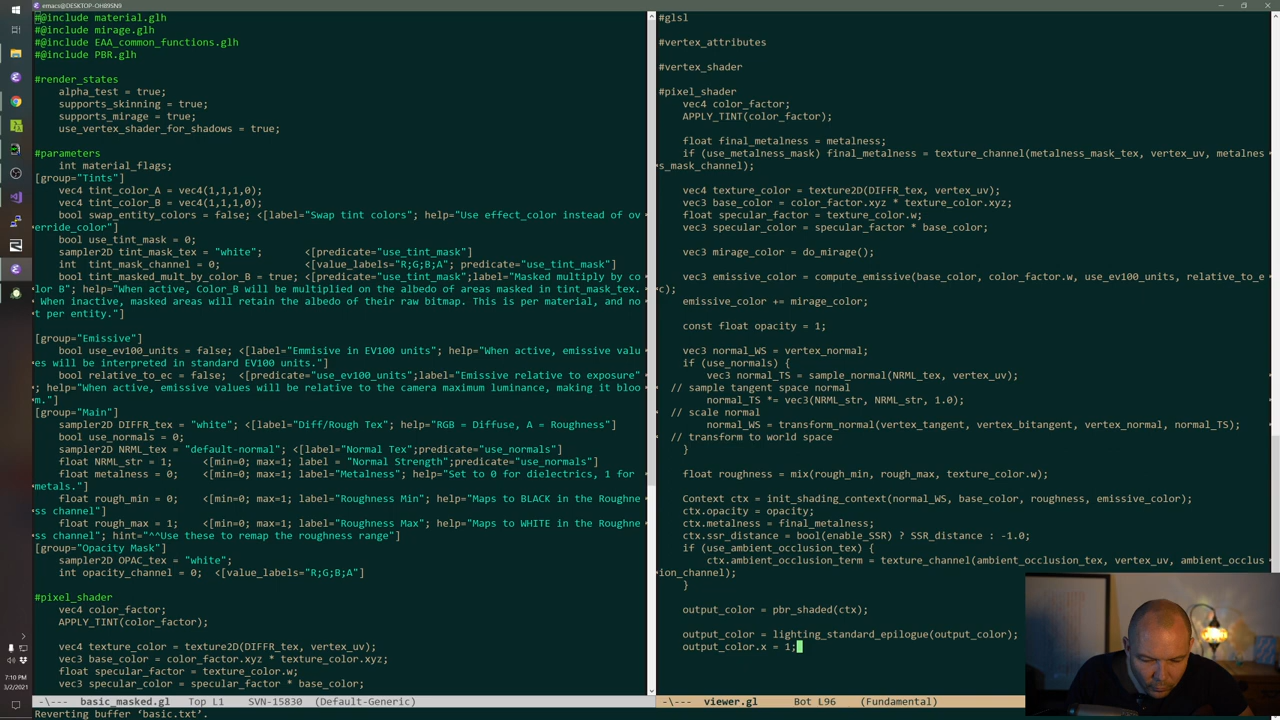 emacs@DESKTOP-OH89SN9
#@include material.glh
#@include mirage.glh
#@include EAA_common_functions.glh
#@include PBR.glh
#render_states
alpha_test = true;
supports_skinning = true;
supports_mirage = true;
use_vertex_shader_for_shadows = true;
#parameters
int material_flags;
[group="Tints"]
vec4 tint_color_A = vec4(1,1,1,0);
vec4 tint_color_B = vec4(1,1,1,0);
bool swap_entity_colors = false; <[label="Swap tint colors"; help="Use effect_color instead of ov
erride_color"]
bool use_tint_mask = 0;
sampler2D tint_mask_tex = "white"; <[predicate="use_tint_mask"]
int tint_mask_channel = 0; <[value_labels="R;G;B;A"; predicate="use_tint_mask"]
bool tint_masked_mult_by_color_B = true; <[predicate="use_tint_mask";label="Masked multiply by co
lor B"; help="When active, Color_B will be multiplied on the albedo of areas masked in tint_mask_tex.
When inactive, masked areas will retain the albedo of their raw bitmap. This is per material, and no
t per entity."]
[group="Emissive"]
bool use_ev100_units = false; <[label="Emmisive in EV100 units"; help="When active, emissive valu
es will be interpreted in standard EV100 units."]
bool relative_to_ec = false; <[predicate="use_ev100_units";label="Emissive relative to exposure"
; help="When active, emissive values will be relative to the camera maximum luminance, making it bloo
m."]
[group="Main"]
sampler2D DIFFR_tex = "white"; <[label="Diff/Rough Tex"; help="RGB = Diffuse, A = Roughness"]
bool use_normals = 0;
sampler2D NRML_tex = "default-normal"; <[label="Normal Tex";predicate="use_normals"]
float NRML_str = 1; <[min=0; max=1; label = "Normal Strength";predicate="use_normals"]
float metalness = 0; <[min=0; max=1; label="Metalness"; help="Set to 0 for dielectrics, 1 for
metals."]
float rough_min = 0; <[min=0; max=1; label="Roughness Min"; help="Maps to BLACK in the Roughne
ss channel"]
float rough_max = 1; <[min=0; max=1; label="Roughness Max"; help="Maps to WHITE in the Roughne
ss channel"; hint="^^Use these to remap the roughness range"]
[group="Opacity Mask"]
sampler2D OPAC_tex = "white";
int opacity_channel = 0; <[value_labels="R;G;B;A"]
#pixel_shader
vec4 color_factor;
APPLY_TINT(color_factor);
vec4 texture_color = texture2D(DIFFR_tex, vertex_uv);
vec3 base_color = color_factor.xyz * texture_color.xyz;
float specular_factor = texture_color.w;
vec3 specular_color = specular_factor * base_color;
-\--- basic_masked.gl Top L1 SVN-15830 (Default-Generic)
Reverting buffer ‘basic.txt’.
#glsl
#vertex_attributes
#vertex_shader
#pixel_shader
vec4 color_factor;
APPLY_TINT(color_factor);
float final_metalness = metalness;
if (use_metalness_mask) final_metalness = texture_channel(metalness_mask_tex, vertex_uv, metalnes
s_mask_channel);
vec4 texture_color = texture2D(DIFFR_tex, vertex_uv);
vec3 base_color = color_factor.xyz * texture_color.xyz;
float specular_factor = texture_color.w;
vec3 specular_color = specular_factor * base_color;
vec3 mirage_color = do_mirage();
vec3 emissive_color = compute_emissive(base_color, color_factor.w, use_ev100_units, relative_to_e
c);
emissive_color += mirage_color;
const float opacity = 1;
vec3 normal_WS = vertex_normal;
if (use_normals) {
vec3 normal_TS = sample_normal(NRML_tex, vertex_uv);
// sample tangent space normal
normal_TS *= vec3(NRML_str, NRML_str, 1.0);
// scale normal
normal_WS = transform_normal(vertex_tangent, vertex_bitangent, vertex_normal, normal_TS);
// transform to world space
}
float roughness = mix(rough_min, rough_max, texture_color.w);
Context ctx = init_shading_context(normal_WS, base_color, roughness, emissive_color);
ctx.opacity = opacity;
ctx.metalness = final_metalness;
ctx.ssr_distance = bool(enable_SSR) ? SSR_distance : -1.0;
if (use_ambient_occlusion_tex) {
ctx.ambient_occlusion_term = texture_channel(ambient_occlusion_tex, vertex_uv, ambient_occlus
ion_channel);
}
output_color = pbr_shaded(ctx);
output_color = lighting_standard_epilogue(output_color);
output_color.x = 1;
-\--- viewer.gl Bot L96 (Fundamental)
7:10 PM
3/2/2021